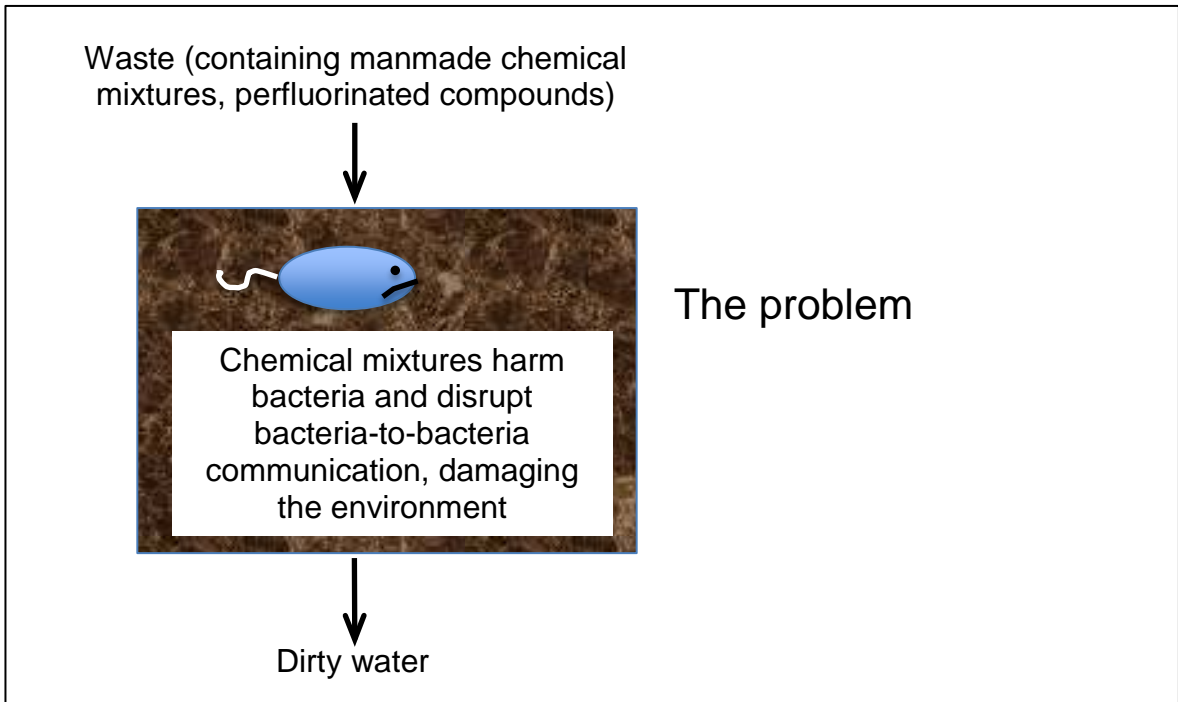 Waste (containing manmade chemical
mixtures, perfluorinated compounds)
The problem
Chemical mixtures harm
bacteria and disrupt
bacteria-to-bacteria
communication, damaging
the environment
Dirty water